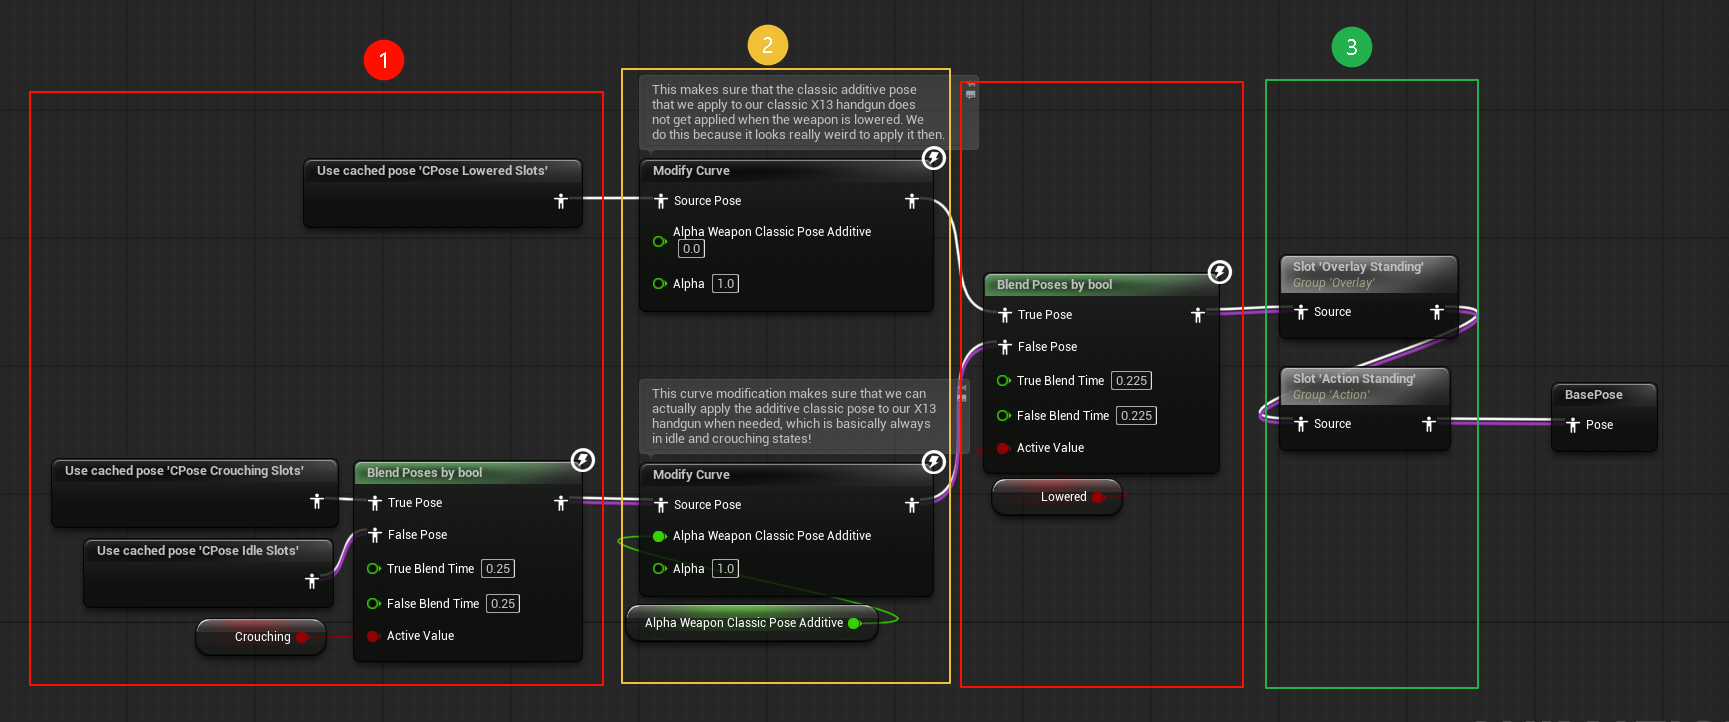 1
2
3
This makes sure that the classic additive pose
that we apply to our classic X13 handgun does
not get applied when the weapon is lowered. We
do this because it looks really weird to apply it then.
Use cached pose 'CPose Lowered Slots'
Modify Curve
Source Pose
Alpha Weapon Classic Pose Additive
0.0
Alpha 1.0
Blend Poses by bool
True Pose
False Pose
True Blend Time 0.225
False Blend Time 0.225
Active Value
Lowered
Slot 'Overlay Standing'
Group 'Overlay'
Source
Slot 'Action Standing'
Group 'Action'
Source
BasePose
Pose
This curve modification makes sure that we can
actually apply the additive classic pose to our X13
handgun when needed, which is basically always
in idle and crouching states!
Use cached pose 'CPose Crouching Slots'
Use cached pose 'CPose Idle Slots'
Crouching
Blend Poses by bool
True Pose
False Pose
True Blend Time 0.25
False Blend Time 0.25
Active Value
Modify Curve
Source Pose
Alpha Weapon Classic Pose Additive
Alpha 1.0
Alpha Weapon Classic Pose Additive